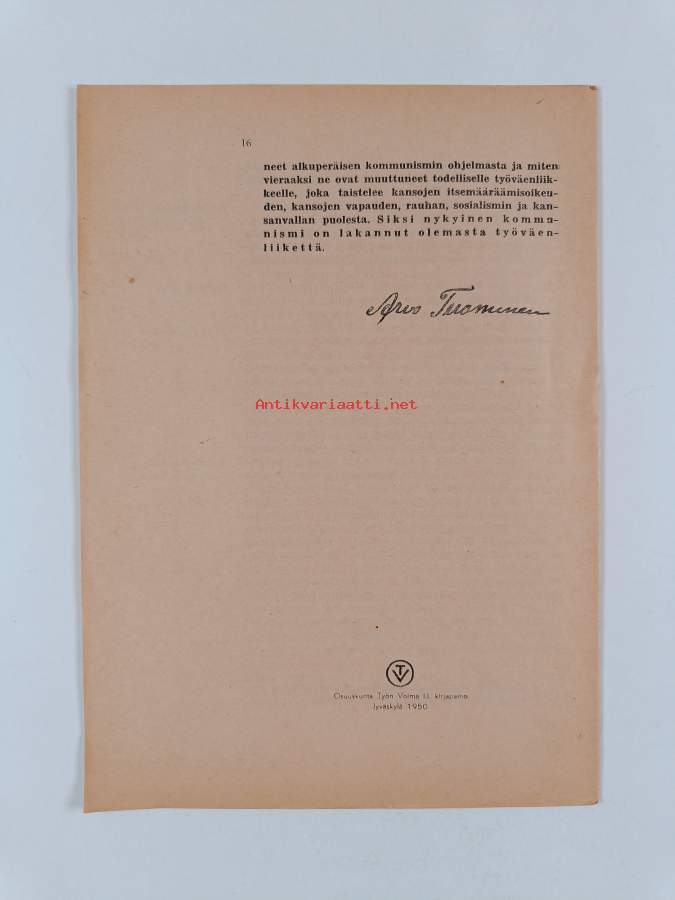 16
neet alkuperäisen kommunismin ohjelmasta ja miten
vieraaksi ne ovat muuttuneet todelliselle työväenliik-
keelle, joka taistelee kansojen itsemääräämisoikeu-
den, kansojen vapauden, rauhan, sosialismin ja kan-
sanvallan puolesta. Siksi nykyinen kommu-
nismi on lakannut olemasta työväen-
liikettä.
Arvo Tuominen
Antikvariaatti.net
TV
Osuuskunta Työn Voima I.l. kirjapaino
Jyväskylä 1950